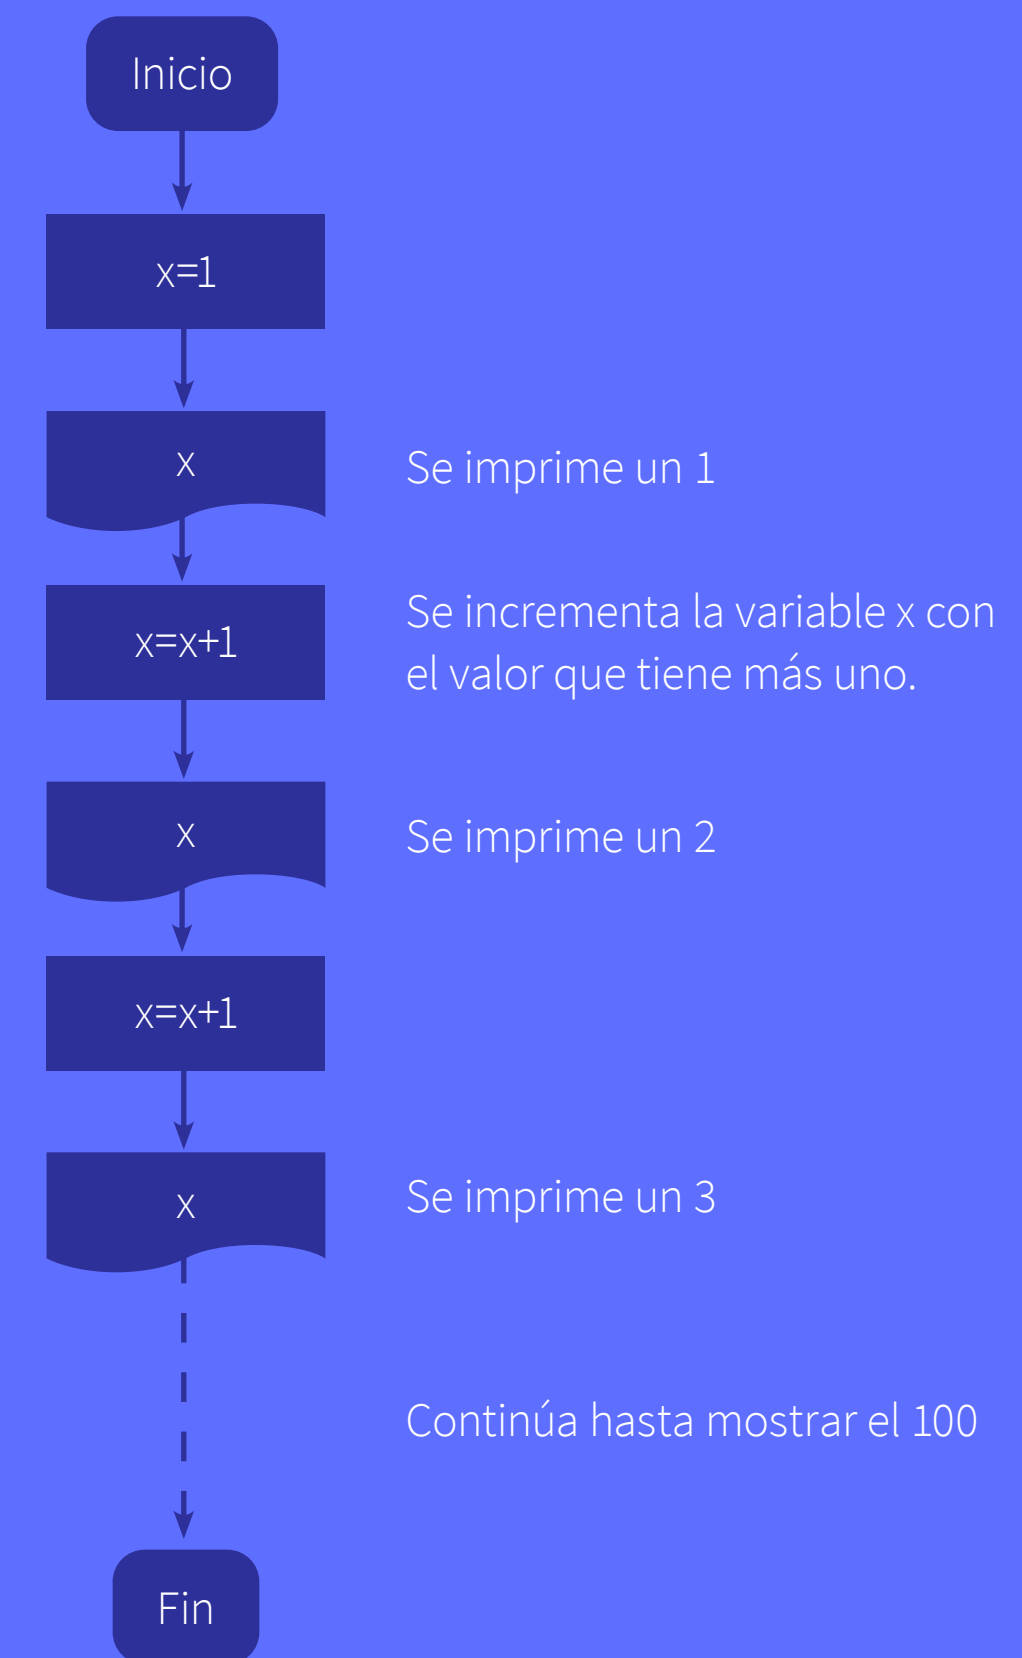 Inicio
x=1
x
Se imprime un 1
x=x+1
Se incrementa la variable x con
el valor que tiene más uno.
x
Se imprime un 2
x=x+1
x
Se imprime un 3
Continúa hasta mostrar el 100
Fin